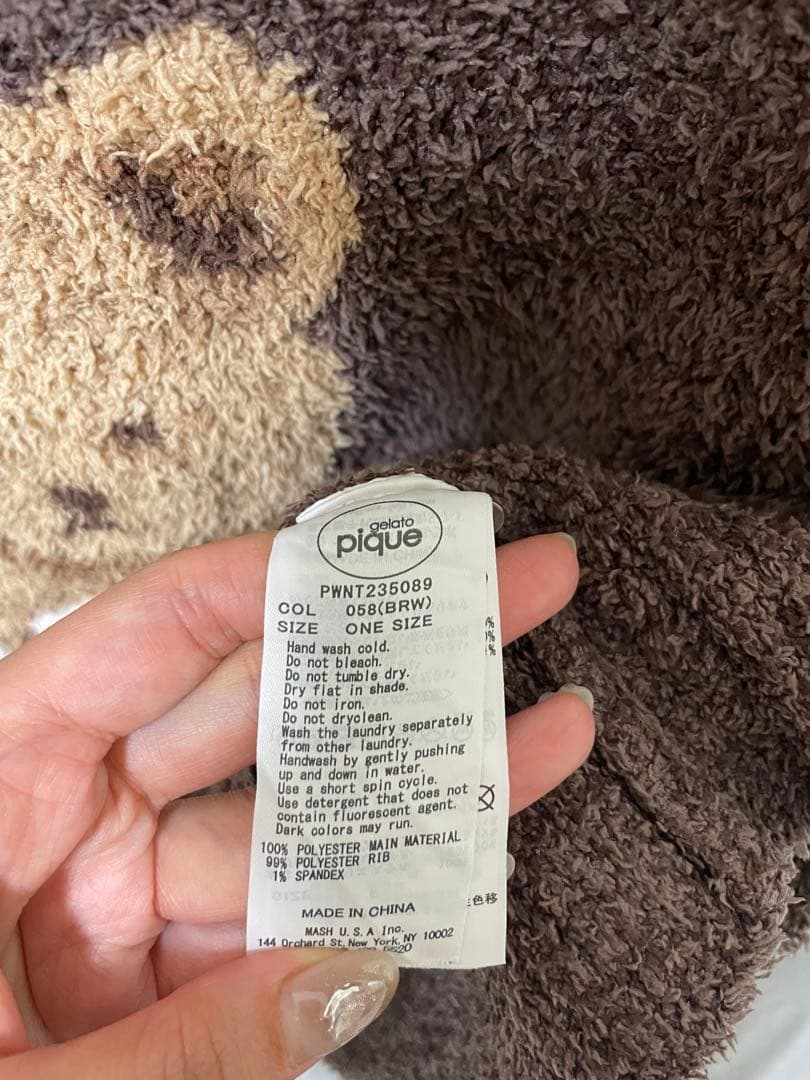 gelato
pique
PWNT235089
COL 058(BRW)
SIZE ONE SIZE
Hand wash cold.
Do not bleach.
Do not tumble dry.
Dry flat in shade.
Do not iron.
Do not dryclean.
Wash the laundry separately
from other laundry.
Handwash by gently pushing
up and down in water.
Use a short spin cycle.
Use detergent that does not
contain fluorescent agent.
Dark colors may run.
100% POLYESTER MAIN MATERIAL
99% POLYESTER RIB
1% SPANDEX
MADE IN CHINA
MASH U.S.A Inc.
144 Orchard St, New York, NY 10002
5520
%
%
%
色移